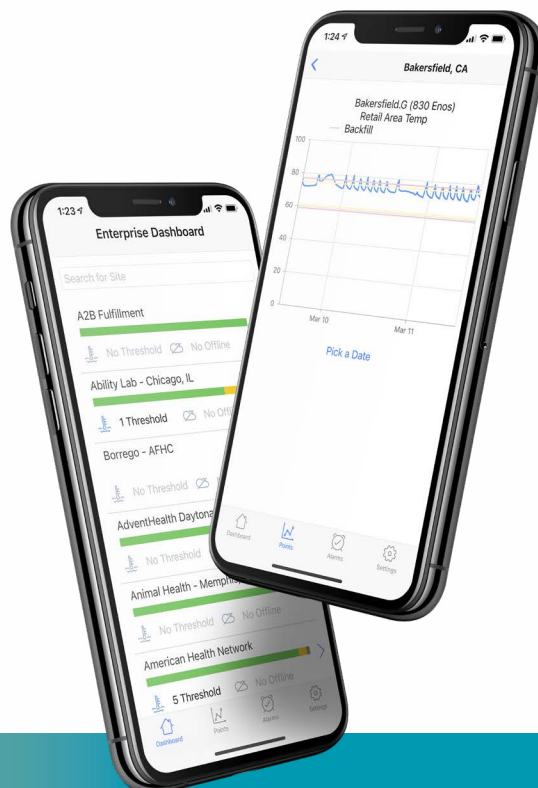 1:23
Enterprise Dashboard
Search for Site
A2B Fulfillment
No Threshold No Offline
Ability Lab - Chicago, IL
1 Threshold No
Borrego - AFHC
No Threshold
AdventHealth Daytona
No Threshold
Animal Health - Memphis,
No Threshold No Offline
American Health Network
5 Threshold No Offline
Dashboard Points Alarms Settings
1:24
Bakersfield, CA
Bakersfield.G (830 Enos)
Retail Area Temp
Backfill
100
80
60
40
20
0
Mar 10 Mar 11
Pick a Date
Dashboard Points Alarms Settings